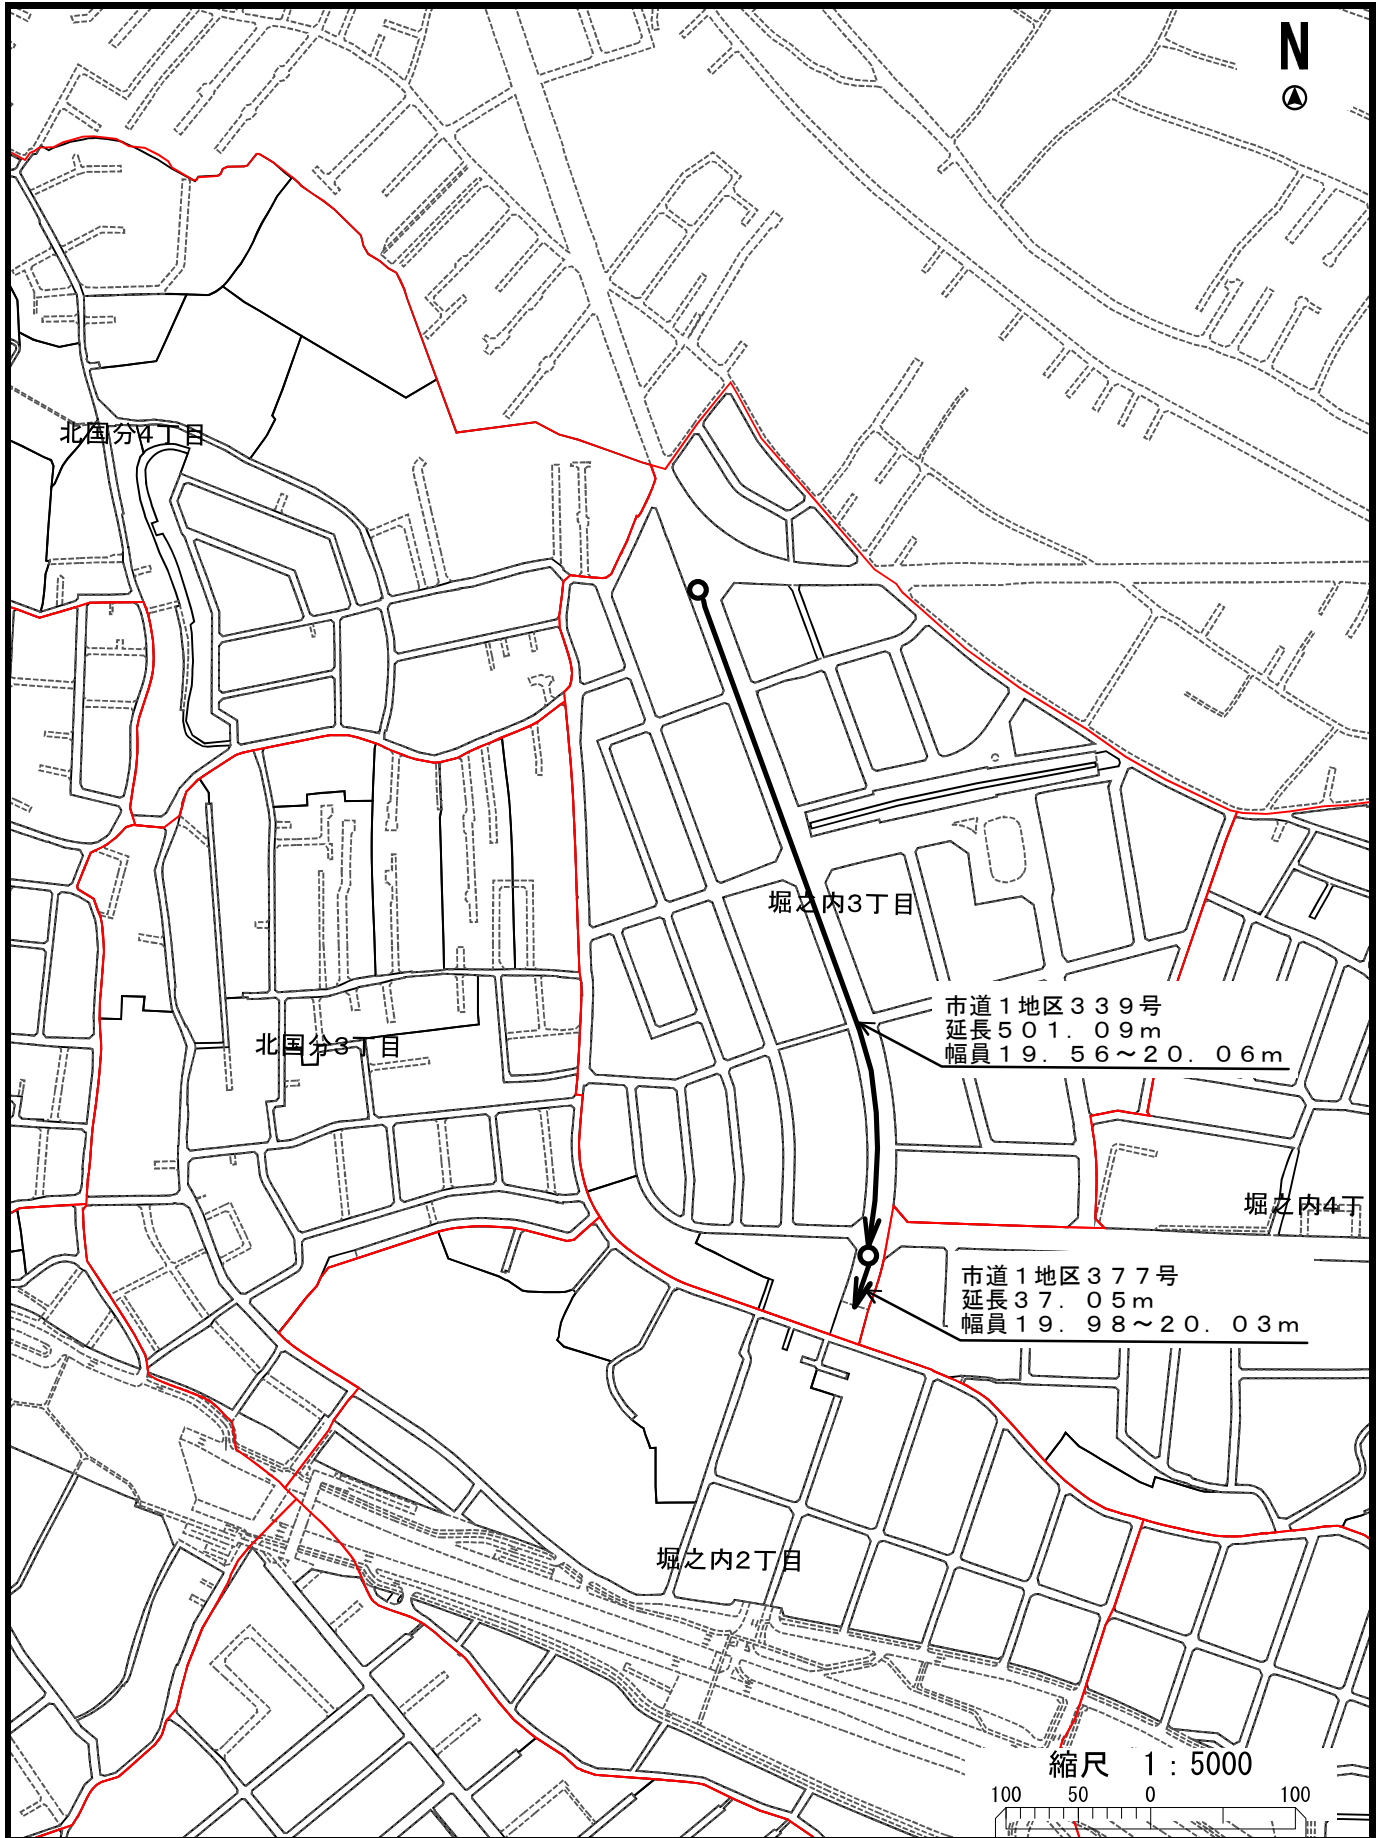 N
北国分4丁目
堀之内3丁目
市道１地区３３９号
延長５０１．０９ｍ
幅員１９．５６～２０．０６ｍ
北国分3丁目
堀之内4丁
市道１地区３７７号
延長３７．０５ｍ
幅員１９．９８～２０．０３ｍ
堀之内2丁目
縮尺　1：5000
100 50 0 100